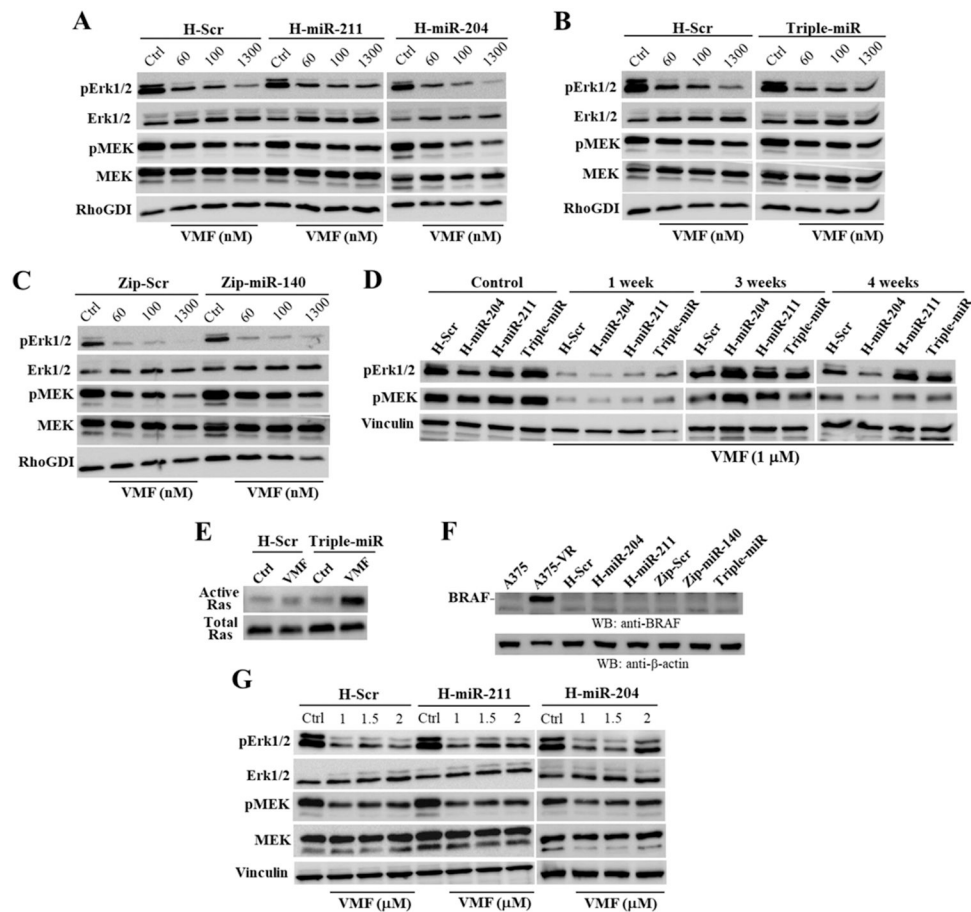 A
H-Scr H-miR-211 H-miR-204
Ctrl 60 100 1300 Ctrl 60 100 1300 Ctrl 60 100 1300
pErk1/2
Erk1/2
pMEK
MEK
RhoGDI
VMF (nM) VMF (nM) VMF (nM)
B
H-Scr Triple-miR
Ctrl 60 100 1300 Ctrl 60 100 1300
pErk1/2
Erk1/2
pMEK
MEK
RhoGDI
VMF (nM) VMF (nM)
C
Zip-Scr Zip-miR-140
Ctrl 60 100 1300 Ctrl 60 100 1300
pErk1/2
Erk1/2
pMEK
MEK
RhoGDI
VMF (nM) VMF (nM)
D
Control 1 week 3 weeks 4 weeks
H-Scr H-miR-204 H-miR-211 Triple-miR H-Scr H-miR-204 H-miR-211 Triple-miR H-Scr H-miR-204 H-miR-211 Triple-miR H-Scr H-miR-204 H-miR-211 Triple-miR
pErk1/2
pMEK
Vinculin
VMF (1 μM)
E
H-Scr Triple-miR
Ctrl VMF Ctrl VMF
Active
Ras
Total
Ras
F
A375 A375-VR H-Scr H-miR-204 H-miR-211 Zip-Scr Zip-miR-140 Triple-miR
BRAF-
WB: anti-BRAF
WB: anti-β-actin
G
H-Scr H-miR-211 H-miR-204
Ctrl 1 1.5 2 Ctrl 1 1.5 2 Ctrl 1 1.5 2
pErk1/2
Erk1/2
pMEK
MEK
Vinculin
VMF (μM) VMF (μM) VMF (μM)